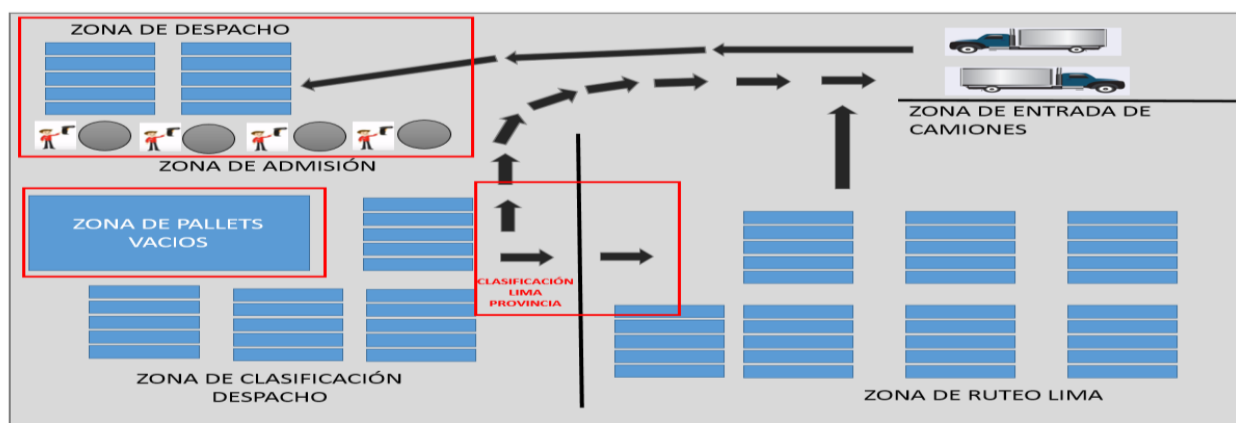 ZONA DE DESPACHO
ZONA DE ENTRADA DE
CAMIONES
ZONA DE ADMISIÓN
ZONA DE PALLETS
VACIOS
CLASIFICACIÓN
LIMA
PROVINCIA
ZONA DE CLASIFICACIÓN
DESPACHO
ZONA DE RUTEO LIMA